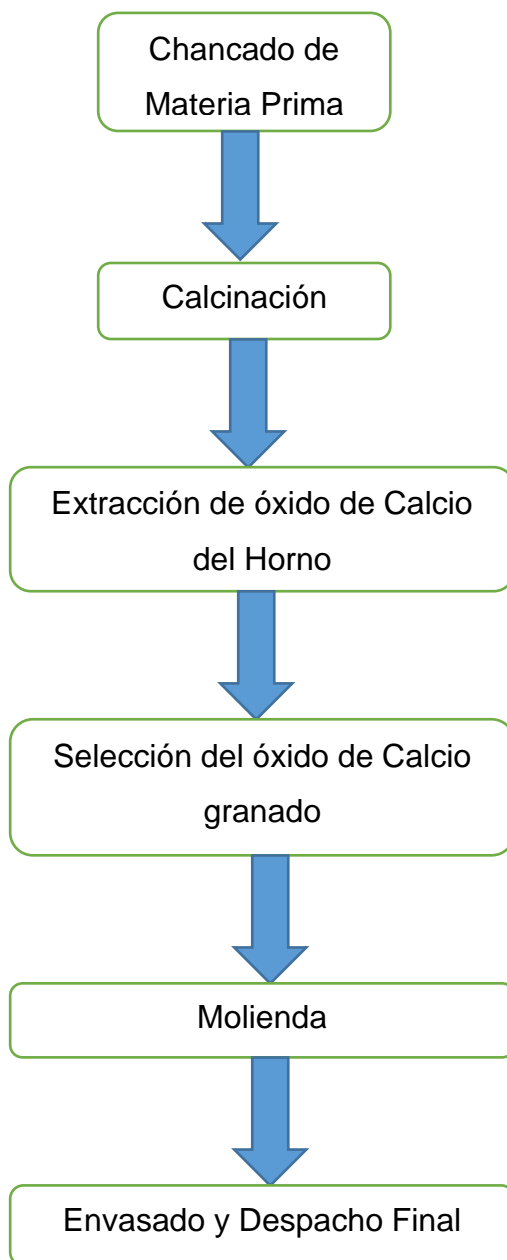 Chancado de
Materia Prima
Calcinación
Extracción de óxido de Calcio
del Horno
Selección del óxido de Calcio
granado
Molienda
Envasado y Despacho Final